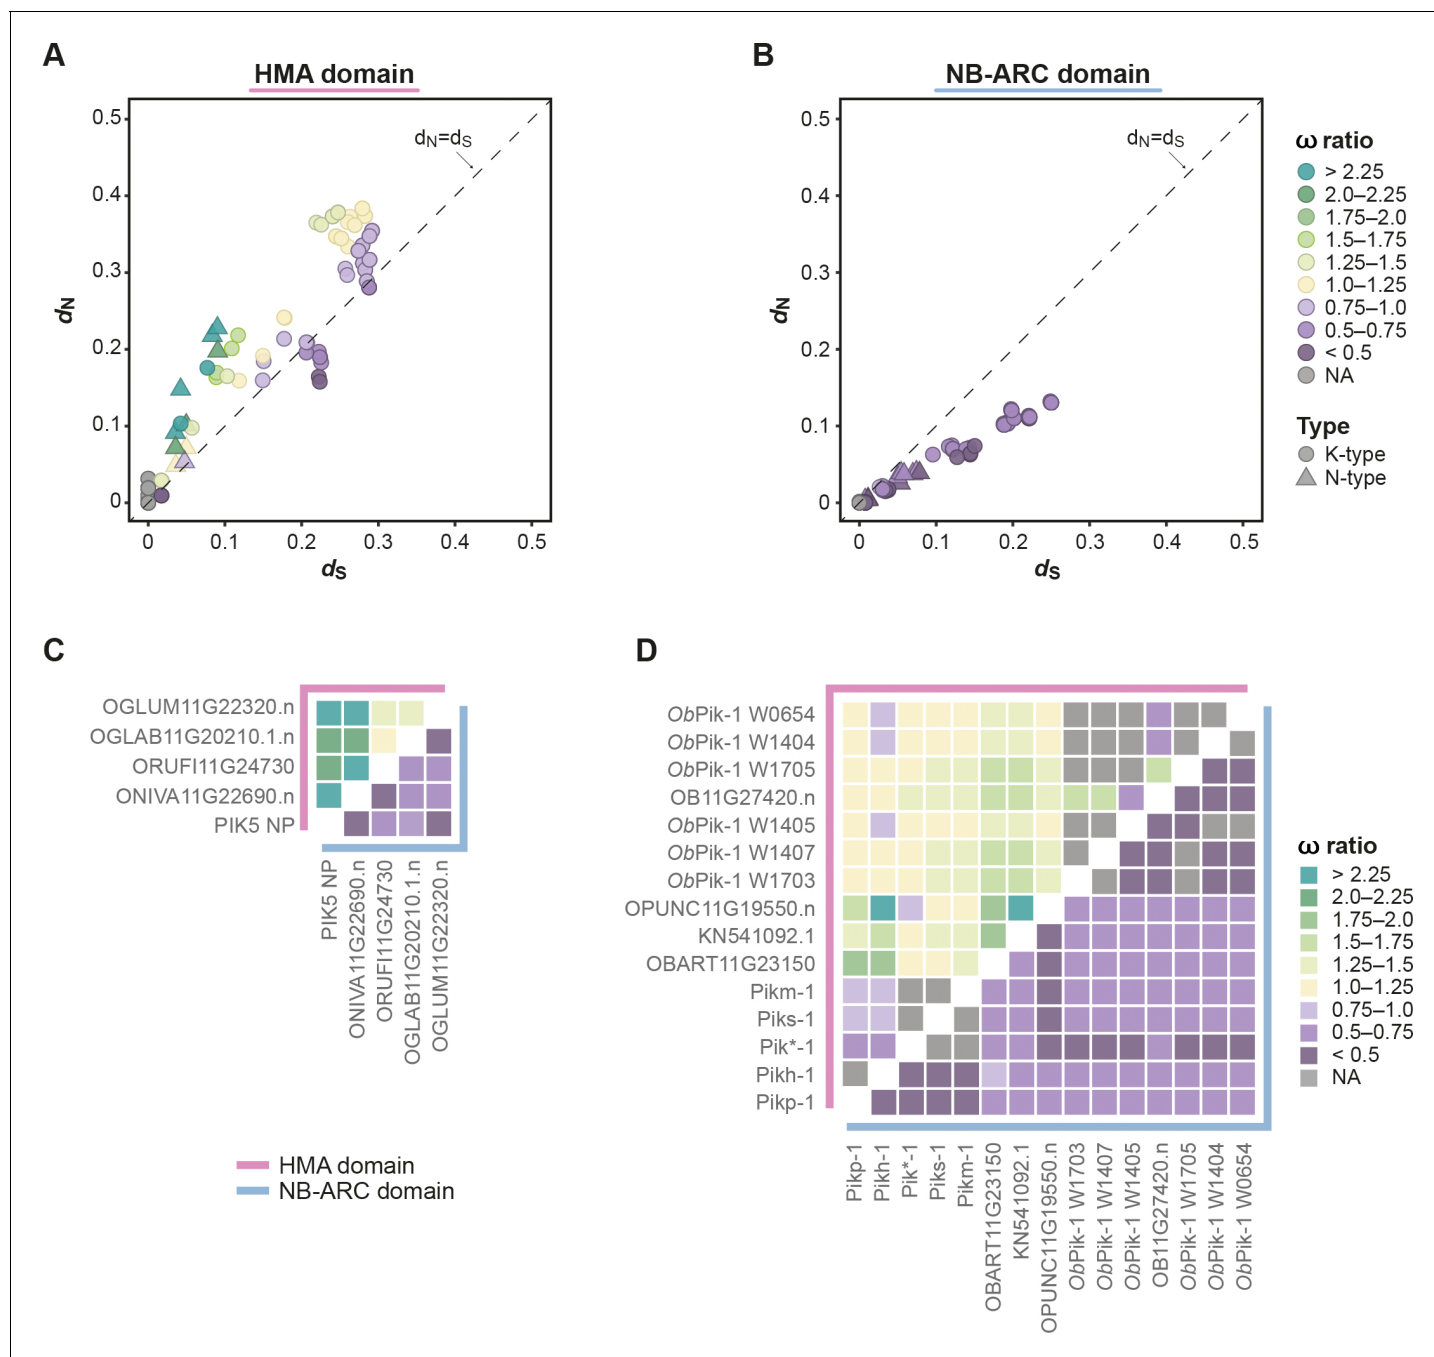 A
HMA domain
0.5
0.4
0.3
0.2
0.1
0
dN
dN=dS
0
0.1
0.2
0.3
0.4
0.5
dS
B
NB-ARC domain
0.5
0.4
0.3
0.2
0.1
0
dN
dN=dS
0
0.1
0.2
0.3
0.4
0.5
dS
ω ratio
> 2.25
2.0–2.25
1.75–2.0
1.5–1.75
1.25–1.5
1.0–1.25
0.75–1.0
0.5–0.75
< 0.5
NA
Type
K-type
N-type
C
OGLUM11G22320.n
OGLAB11G20210.1.n
ORUFI11G24730
ONIVA11G22690.n
PIK5 NP
PIK5 NP
ONIVA11G22690.n
ORUFI11G24730
OGLAB11G20210.1.n
OGLUM11G22320.n
HMA domain
NB-ARC domain
D
ObPik-1 W0654
ObPik-1 W1404
ObPik-1 W1705
OB11G27420.n
ObPik-1 W1405
ObPik-1 W1407
ObPik-1 W1703
OPUNC11G19550.n
KN541092.1
OBART11G23150
Pikm-1
Piks-1
Pik*-1
Pikh-1
Pikp-1
Pikp-1
Pikh-1
Pik*-1
Piks-1
Pikm-1
OBART11G23150
KN541092.1
OPUNC11G19550.n
ObPik-1 W1703
ObPik-1 W1407
ObPik-1 W1405
OB11G27420.n
ObPik-1 W1705
ObPik-1 W1404
ObPik-1 W0654
ω ratio
> 2.25
2.0–2.25
1.75–2.0
1.5–1.75
1.25–1.5
1.0–1.25
0.75–1.0
0.5–0.75
< 0.5
NA